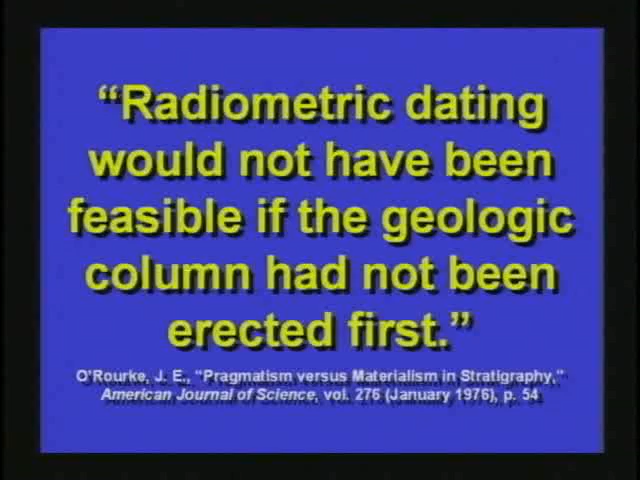 “Radiometric dating
would not have been
feasible if the geologic
column had not been
erected first.”
O'Rourke, J. E., “Pragmatism versus Materialism in Stratigraphy,”
American Journal of Science, vol. 276 (January 1976), p. 54